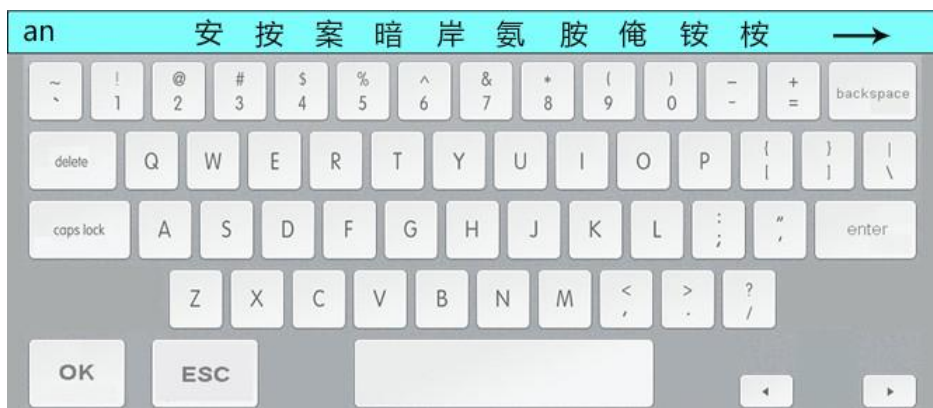 an 安 按 案 暗 岸 氨 胺 俺 铵 桉 →
~ ! @ # $ % ^ & * ( ) – +
` 1 2 3 4 5 6 7 8 9 0 - = backspace
delete Q W E R T Y U I O P { [ } ] | \
caps lock A S D F G H J K L : ; " ' enter
Z X C V B N M < , > . ? /
OK ESC